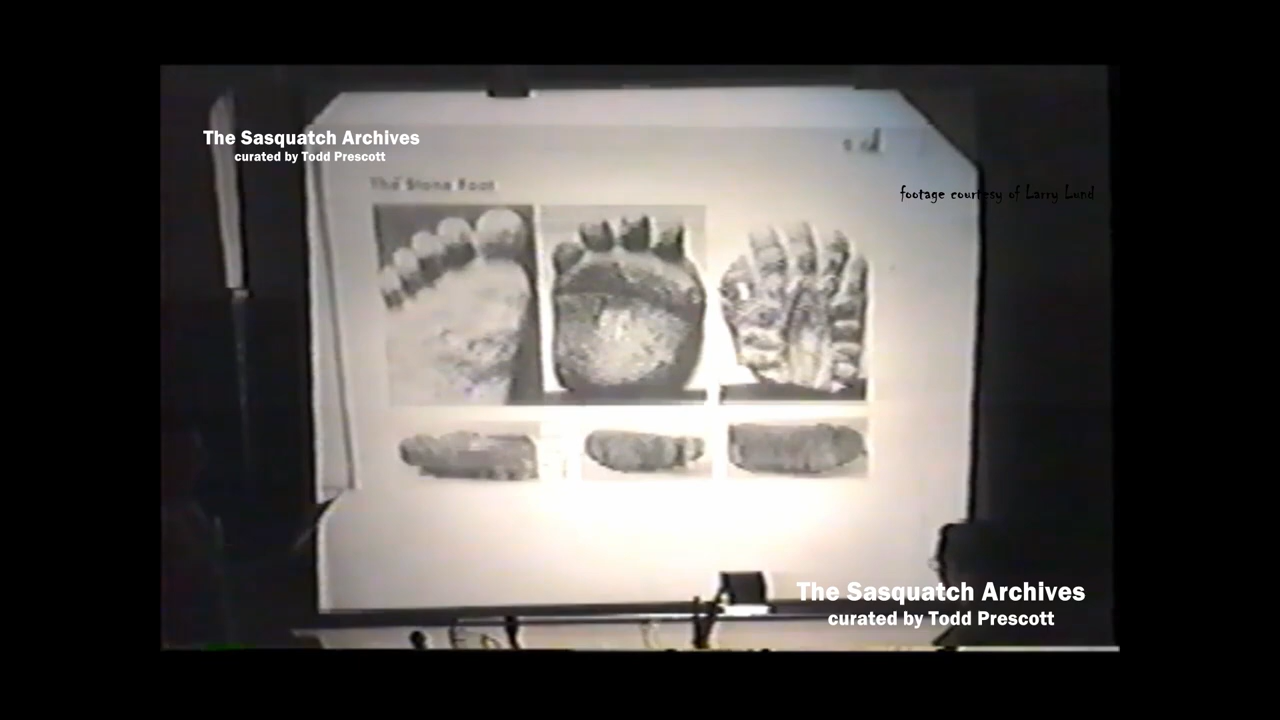 The Sasquatch Archives
curated by Todd Prescott
The Stone Foot
footage courtesy of Larry Lund
The Sasquatch Archives
curated by Todd Prescott